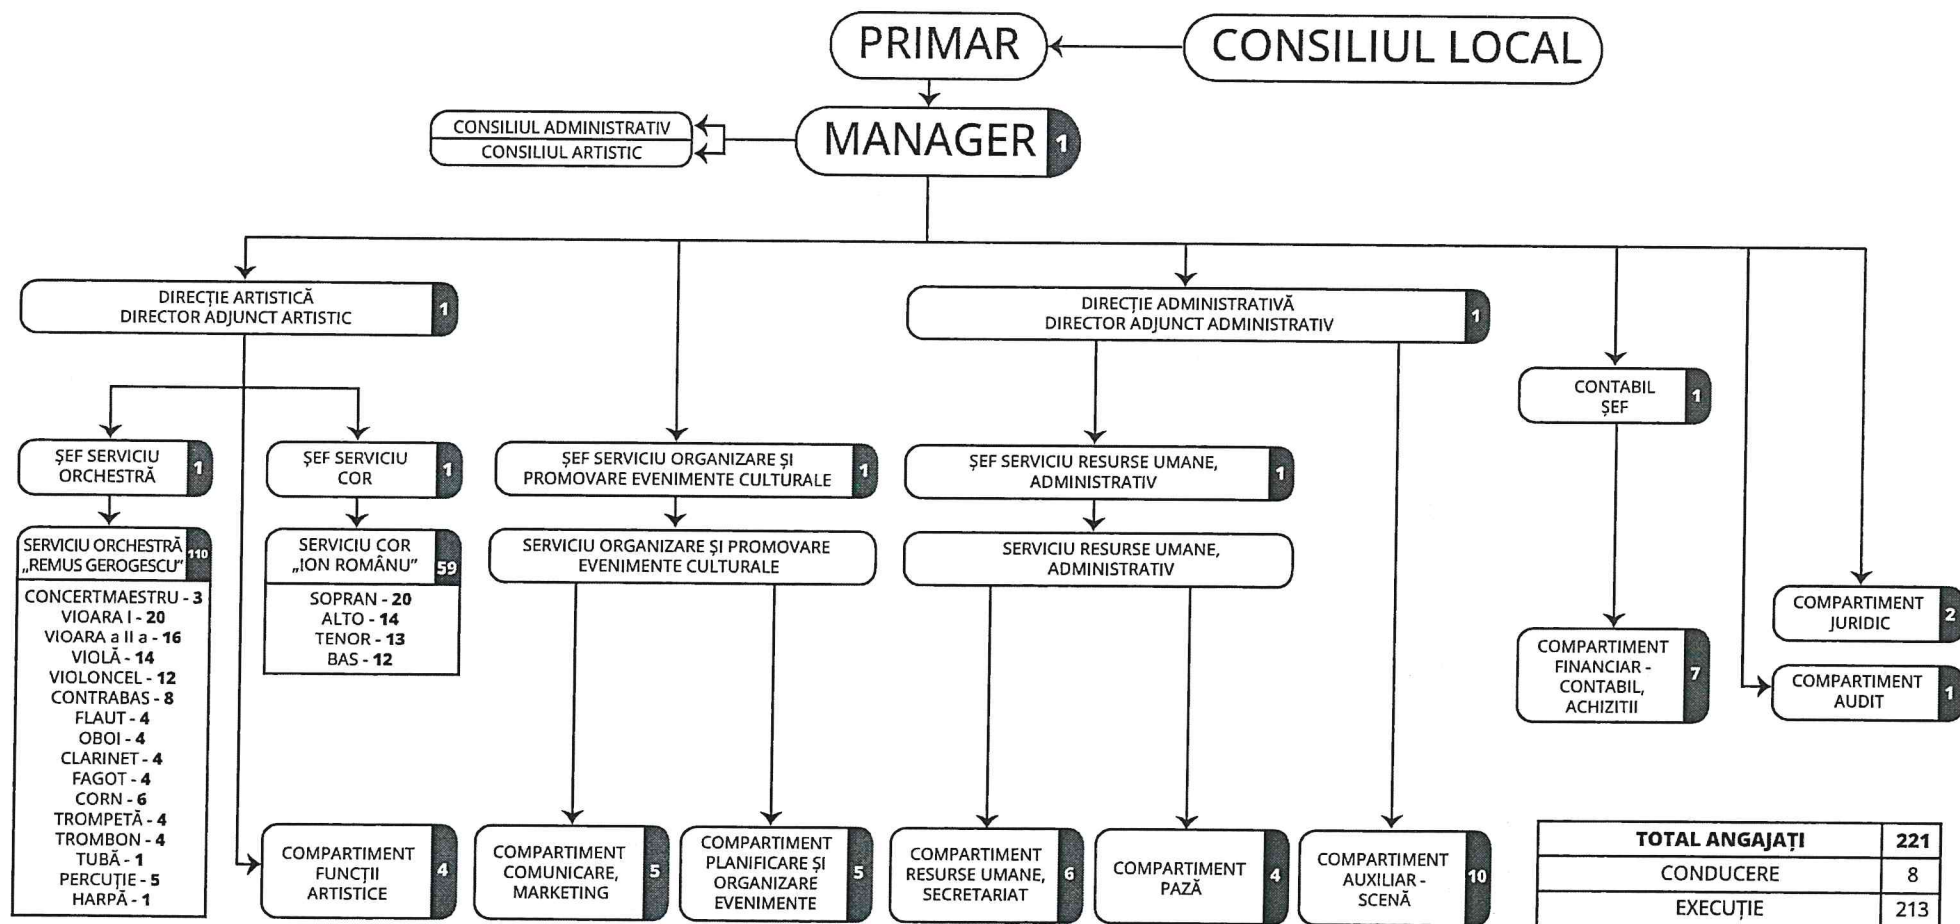 PRIMAR
CONSILIUL LOCAL
CONSILIUL ADMINISTRATIV
CONSILIUL ARTISTIC
MANAGER 1
DIRECȚIE ARTISTICĂ
DIRECTOR ADJUNCT ARTISTIC
1
DIRECȚIE ADMINISTRATIVĂ
DIRECTOR ADJUNCT ADMINISTRATIV
1
CONTABIL
ȘEF
1
ȘEF SERVICIU
ORCHESTRĂ
1
ȘEF SERVICIU
COR
1
ȘEF SERVICIU ORGANIZARE ȘI
PROMOVARE EVENIMENTE CULTURALE
1
ȘEF SERVICIU RESURSE UMANE,
ADMINISTRATIV
1
SERVICIU ORCHESTRĂ
„REMUS GEROGESCU”
110
CONCERTMAESTRU - 3
VIOARA I - 20
VIOARA a II a - 16
VIOLĂ - 14
VIOLONCEL - 12
CONTRABAS - 8
FLAUT - 4
OBOI - 4
CLARINET - 4
FAGOT - 4
CORN - 6
TROMPETĂ - 4
TROMBON - 4
TUBĂ - 1
PERCUȚIE - 5
HARPĂ - 1
SERVICIU COR
„ION ROMÂNU”
59
SOPRAN - 20
ALTO - 14
TENOR - 13
BAS - 12
SERVICIU ORGANIZARE ȘI PROMOVARE
EVENIMENTE CULTURALE
SERVICIU RESURSE UMANE,
ADMINISTRATIV
COMPARTIMENT
JURIDIC
2
COMPARTIMENT
FINANCIAR -
CONTABIL,
ACHIZITII
7
COMPARTIMENT
AUDIT
1
COMPARTIMENT
FUNCȚII
ARTISTICE
4
COMPARTIMENT
COMUNICARE,
MARKETING
5
COMPARTIMENT
PLANIFICARE ȘI
ORGANIZARE
EVENIMENTE
5
COMPARTIMENT
RESURSE UMANE,
SECRETARIAT
6
COMPARTIMENT
PAZĂ
4
COMPARTIMENT
AUXILIAR -
SCENĂ
10
TOTAL ANGAJAȚI 221
CONDUCERE 8
EXECUȚIE 213